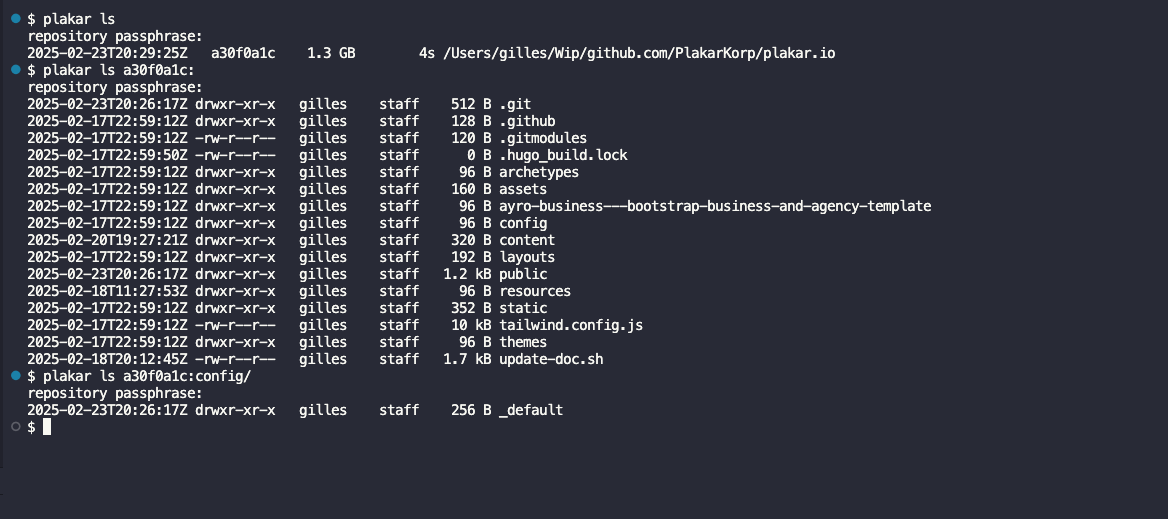 $ plakar ls
repository passphrase:
2025-02-23T20:29:25Z   a30f0a1c    1.3 GB        4s /Users/gilles/Wip/github.com/PlakarKorp/plakar.io
$ plakar ls a30f0a1c:
repository passphrase:
2025-02-23T20:26:17Z drwxr-xr-x   gilles    staff    512 B .git
2025-02-17T22:59:12Z drwxr-xr-x   gilles    staff    128 B .github
2025-02-17T22:59:12Z -rw-r--r--   gilles    staff    120 B .gitmodules
2025-02-17T22:59:50Z -rw-r--r--   gilles    staff      0 B .hugo_build.lock
2025-02-17T22:59:12Z drwxr-xr-x   gilles    staff     96 B archetypes
2025-02-17T22:59:12Z drwxr-xr-x   gilles    staff    160 B assets
2025-02-17T22:59:12Z drwxr-xr-x   gilles    staff     96 B ayro-business---bootstrap-business-and-agency-template
2025-02-17T22:59:12Z drwxr-xr-x   gilles    staff     96 B config
2025-02-20T19:27:21Z drwxr-xr-x   gilles    staff    320 B content
2025-02-17T22:59:12Z drwxr-xr-x   gilles    staff    192 B layouts
2025-02-23T20:26:17Z drwxr-xr-x   gilles    staff   1.2 kB public
2025-02-18T11:27:53Z drwxr-xr-x   gilles    staff     96 B resources
2025-02-17T22:59:12Z drwxr-xr-x   gilles    staff    352 B static
2025-02-17T22:59:12Z -rw-r--r--   gilles    staff    10 kB tailwind.config.js
2025-02-17T22:59:12Z drwxr-xr-x   gilles    staff     96 B themes
2025-02-18T20:12:45Z -rw-r--r--   gilles    staff   1.7 kB update-doc.sh
$ plakar ls a30f0a1c:config/
repository passphrase:
2025-02-23T20:26:17Z drwxr-xr-x   gilles    staff    256 B _default
$